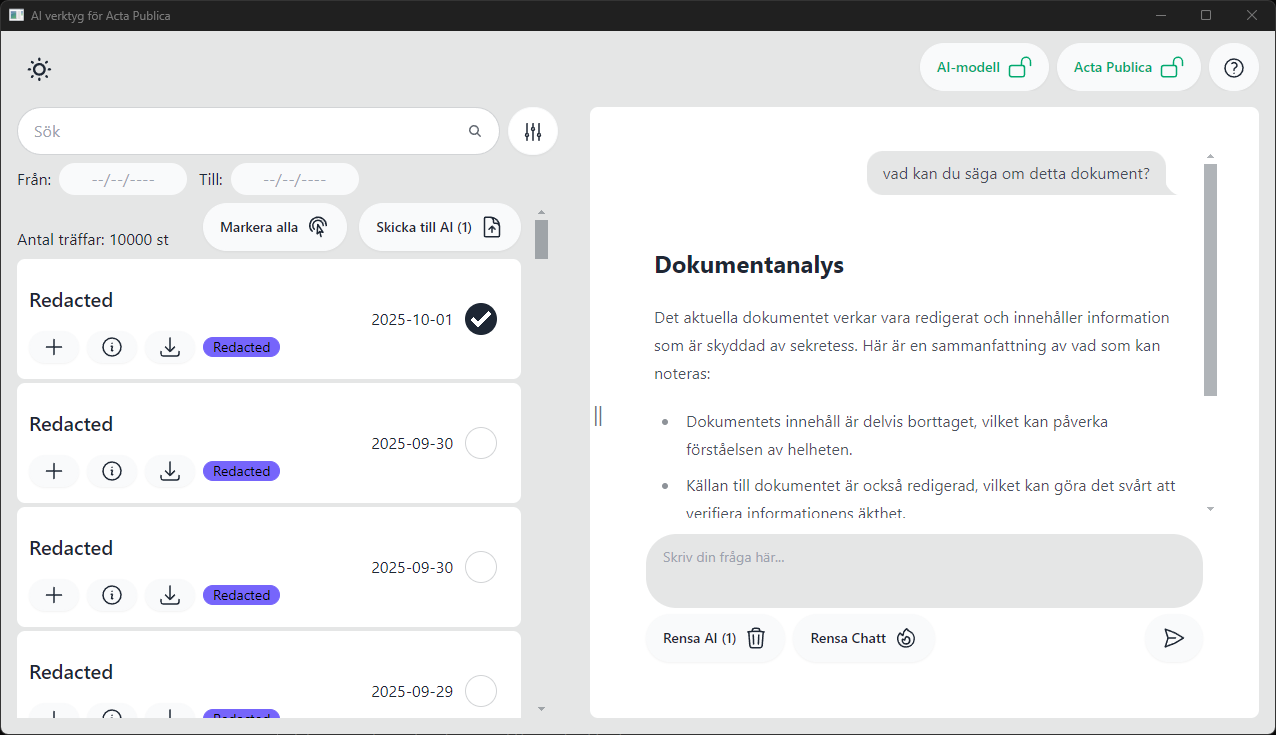 AI verktyg för Acta Publica
AI-modell
Acta Publica
Sök
Från: --/--/----
Till: --/--/----
Antal träffar: 10000 st
Markera alla
Skicka till AI (1)
Redacted
2025-10-01
Redacted
Redacted
2025-09-30
Redacted
Redacted
2025-09-30
Redacted
Redacted
2025-09-29
Redacted
vad kan du säga om detta dokument?
Dokumentanalys
Det aktuella dokumentet verkar vara redigerat och innehåller information
som är skyddad av sekretess. Här är en sammanfattning av vad som kan
noteras:
Dokumentets innehåll är delvis borttaget, vilket kan påverka
förståelsen av helheten.
Källan till dokumentet är också redigerad, vilket kan göra det svårt att
verifiera informationens äkthet.
Skriv din fråga här...
Rensa AI (1)
Rensa Chatt